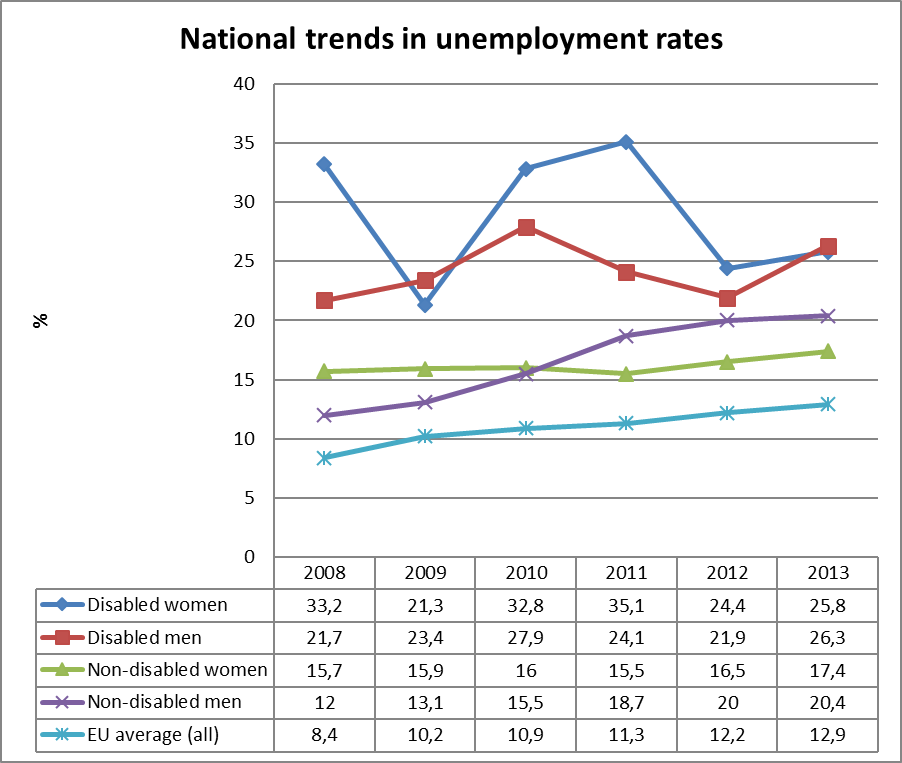 National trends in unemployment rates
%
40
35
30
25
20
15
10
5
0
2008 2009 2010 2011 2012 2013
Disabled women 33,2 21,3 32,8 35,1 24,4 25,8
Disabled men 21,7 23,4 27,9 24,1 21,9 26,3
Non-disabled women 15,7 15,9 16 15,5 16,5 17,4
Non-disabled men 12 13,1 15,5 18,7 20 20,4
EU average (all) 8,4 10,2 10,9 11,3 12,2 12,9